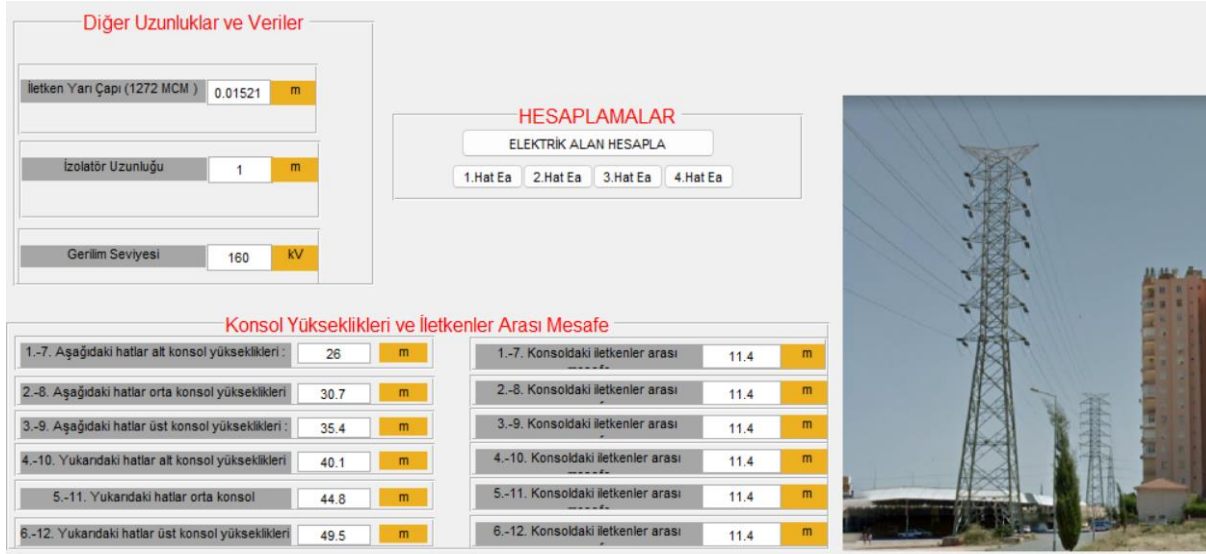 Diğer Uzunluklar ve Veriler
İletken Yarı Çapı (1272 MCM ) 0.01521 m
İzolatör Uzunluğu 1 m
Gerilim Seviyesi 160 kV
HESAPLAMALAR
ELEKTRİK ALAN HESAPLA
1.Hat Ea 2.Hat Ea 3.Hat Ea 4.Hat Ea
Konsol Yükseklikleri ve İletkenler Arası Mesafe
1.-7. Aşağıdaki hatlar alt konsol yükseklikleri : 26 m
1.-7. Konsoldaki iletkenler arası 11.4 m
2.-8. Aşağıdaki hatlar orta konsol yükseklikleri 30.7 m
2.-8. Konsoldaki iletkenler arası 11.4 m
3.-9. Aşağıdaki hatlar üst konsol yükseklikleri : 35.4 m
3.-9. Konsoldaki iletkenler arası 11.4 m
4.-10. Yukarıdaki hatlar alt konsol yükseklikleri 40.1 m
4.-10. Konsoldaki iletkenler arası 11.4 m
5.-11. Yukarıdaki hatlar orta konsol 44.8 m
5.-11. Konsoldaki iletkenler arası 11.4 m
6.-12. Yukarıdaki hatlar üst konsol yükseklikleri 49.5 m
6.-12. Konsoldaki iletkenler arası 11.4 m